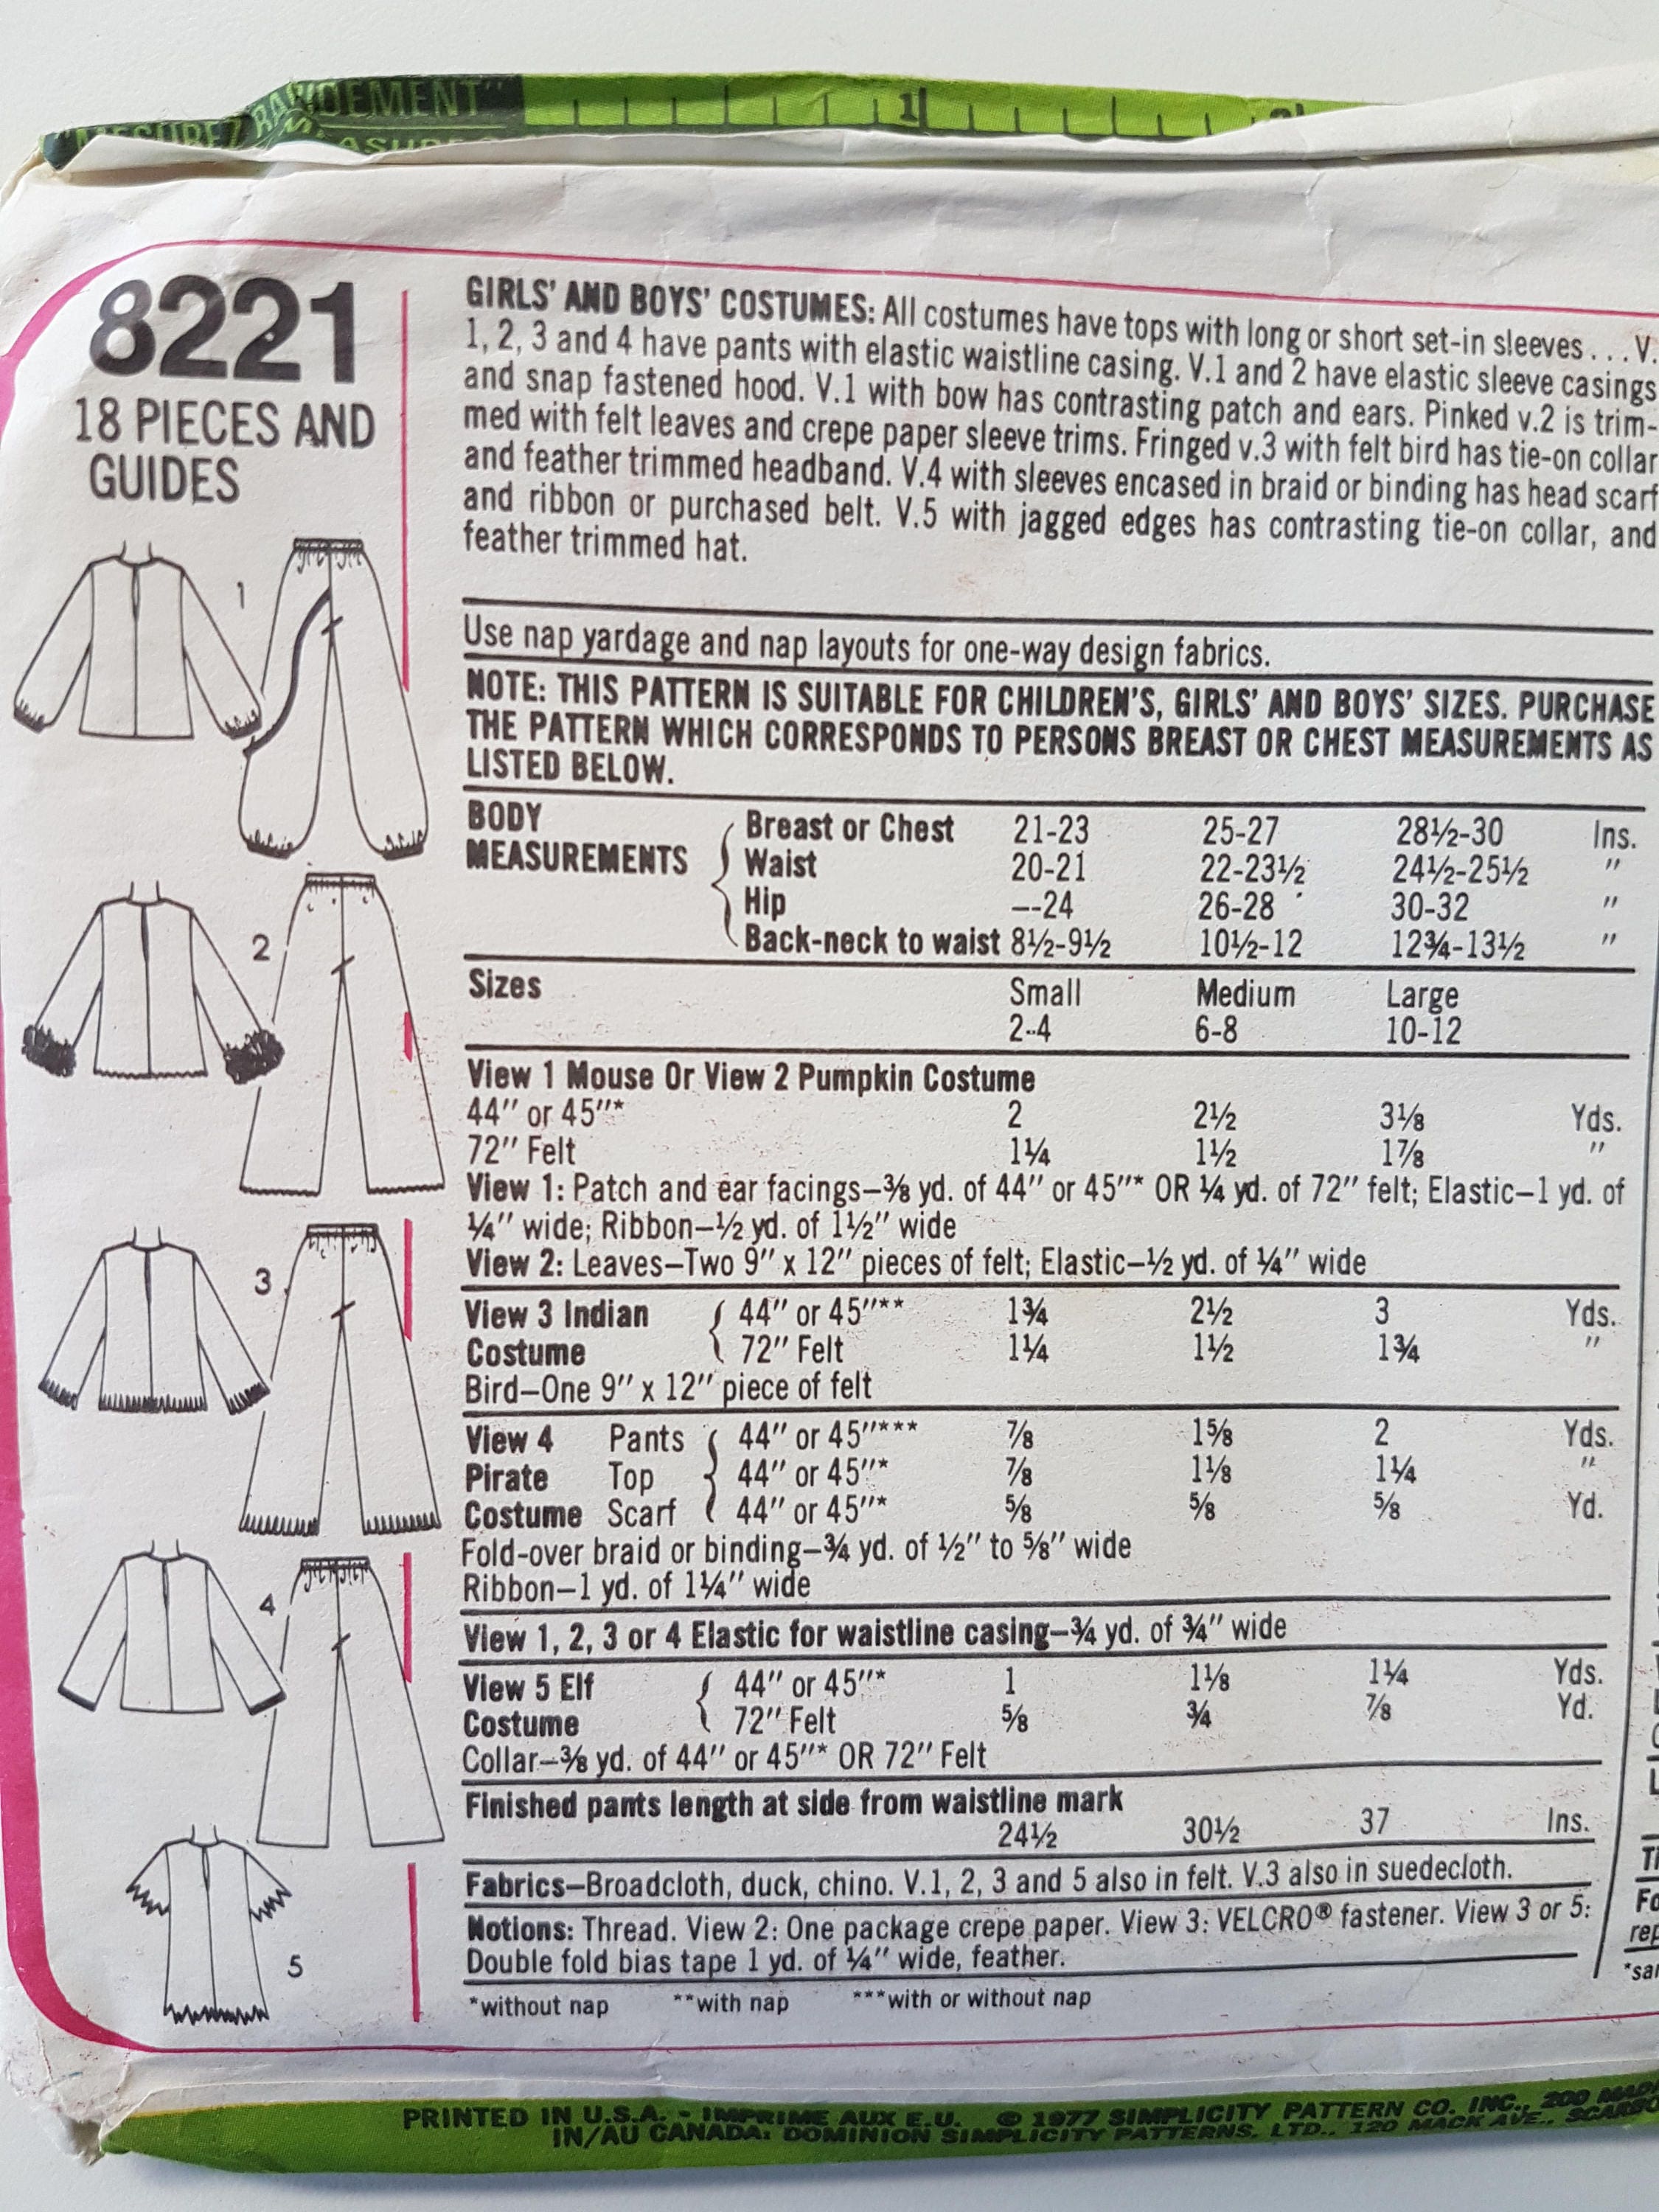 "MESUREZ RAPIDEMENT"
1
8221
18 PIECES AND
GUIDES
GIRLS' AND BOYS' COSTUMES: All costumes have tops with long or short set-in sleeves...V.
1, 2, 3 and 4 have pants with elastic waistline casing. V.1 and 2 have elastic sleeve casings
and snap fastened hood. V.1 with bow has contrasting patch and ears. Pinked v.2 is trim-
med with felt leaves and crepe paper sleeve trims. Fringed v.3 with felt bird has tie-on collar
and feather trimmed headband. V.4 with sleeves encased in braid or binding has head scarf
and ribbon or purchased belt. V.5 with jagged edges has contrasting tie-on collar, and
feather trimmed hat.
1
2
3
4
5
Use nap yardage and nap layouts for one-way design fabrics.
NOTE: THIS PATTERN IS SUITABLE FOR CHILDREN'S, GIRLS' AND BOYS' SIZES. PURCHASE
THE PATTERN WHICH CORRESPONDS TO PERSONS BREAST OR CHEST MEASUREMENTS AS
LISTED BELOW.
BODY MEASUREMENTS
Breast or Chest 21-23 25-27 28½-30 Ins.
Waist 20-21 22-23½ 24½-25½ "
Hip --24 26-28 30-32 "
Back-neck to waist 8½-9½ 10½-12 12¾-13½ "
Sizes Small Medium Large
2-4 6-8 10-12
View 1 Mouse Or View 2 Pumpkin Costume
44" or 45"* 2 2½ 3⅛ Yds.
72" Felt 1¼ 1½ 1⅞ "
View 1: Patch and ear facings–⅜ yd. of 44" or 45"* OR ¼ yd. of 72" felt; Elastic–1 yd. of
¼" wide; Ribbon–½ yd. of 1½" wide
View 2: Leaves–Two 9" x 12" pieces of felt; Elastic–½ yd. of ¼" wide
View 3 Indian 44" or 45"** 1¾ 2½ 3 Yds.
Costume 72" Felt 1¼ 1½ 1¾ "
Bird–One 9" x 12" piece of felt
View 4 Pants 44" or 45"*** ⅞ 1⅝ 2 Yds.
Pirate Top 44" or 45"* ⅞ 1⅛ 1¼ "
Costume Scarf 44" or 45"* ⅝ ⅝ ⅝ Yd.
Fold-over braid or binding–¾ yd. of ½" to ⅝" wide
Ribbon–1 yd. of 1¼" wide
View 1, 2, 3 or 4 Elastic for waistline casing–¾ yd. of ¾" wide
View 5 Elf 44" or 45"* 1 1⅛ 1¼ Yds.
Costume 72" Felt ⅝ ¾ ⅞ Yd.
Collar–⅜ yd. of 44" or 45"* OR 72" Felt
Finished pants length at side from waistline mark
24½ 30½ 37 Ins.
Fabrics–Broadcloth, duck, chino. V.1, 2, 3 and 5 also in felt. V.3 also in suedecloth.
Notions: Thread. View 2: One package crepe paper. View 3: VELCRO® fastener. View 3 or 5:
Double fold bias tape 1 yd. of ¼" wide, feather.
*without nap **with nap ***with or without nap
PRINTED IN U.S.A. - IMPRIME AUX E.U. © 1977 SIMPLICITY PATTERN CO. INC., 200
IN/AU CANADA: DOMINION SIMPLICITY PATTERNS, LTD., 120 MACK AVE.,